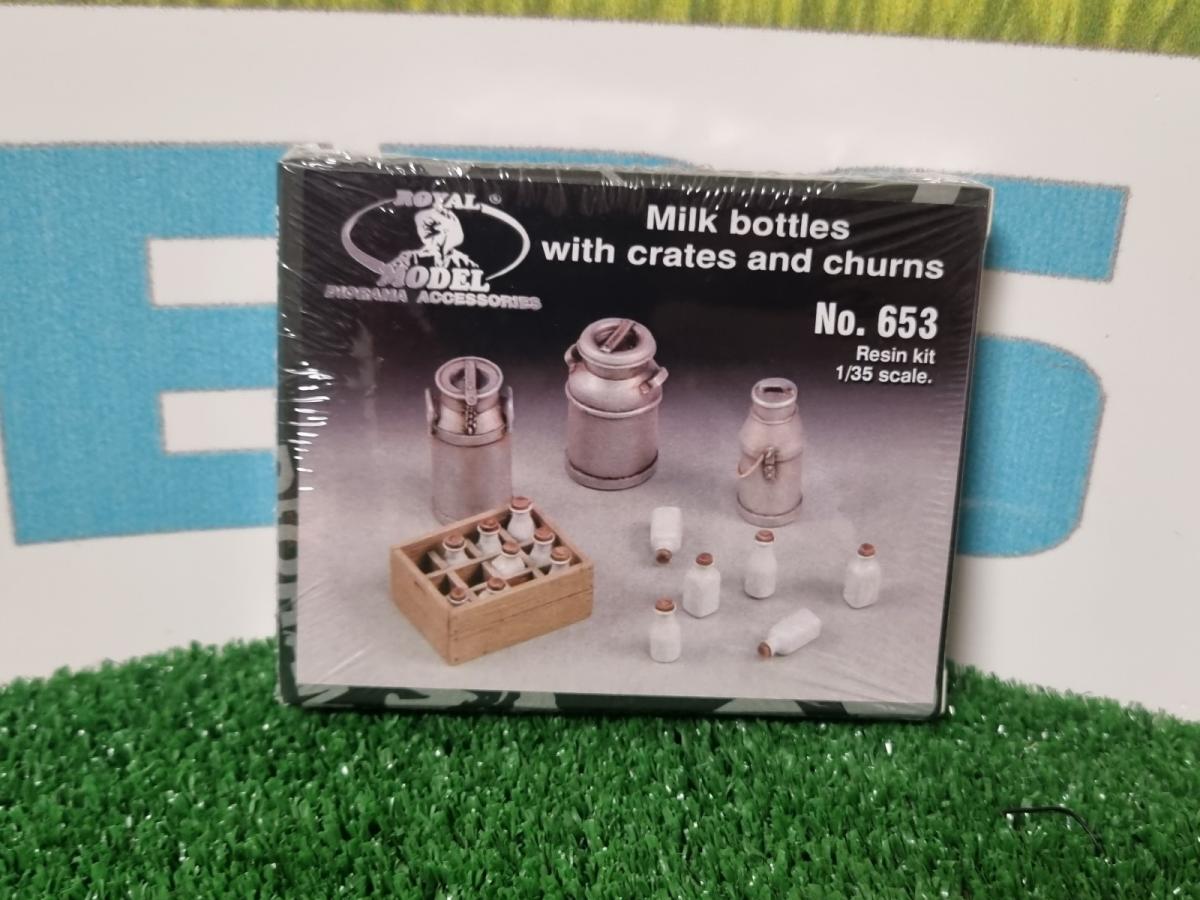 ROYAL ®
MODEL
DIORAMA ACCESSORIES
Milk bottles
with crates and churns
No. 653
Resin kit
1/35 scale.